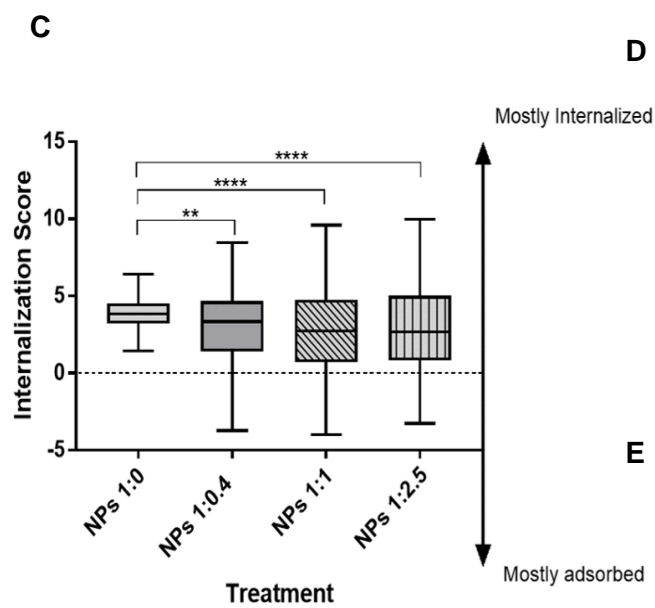 C
D
Mostly Internalized
15
****
****
**
10
5
0
-5
Internalization Score
NPs 1:0
NPs 1:0.4
NPs 1:1
NPs 1:2.5
E
Mostly adsorbed
Treatment